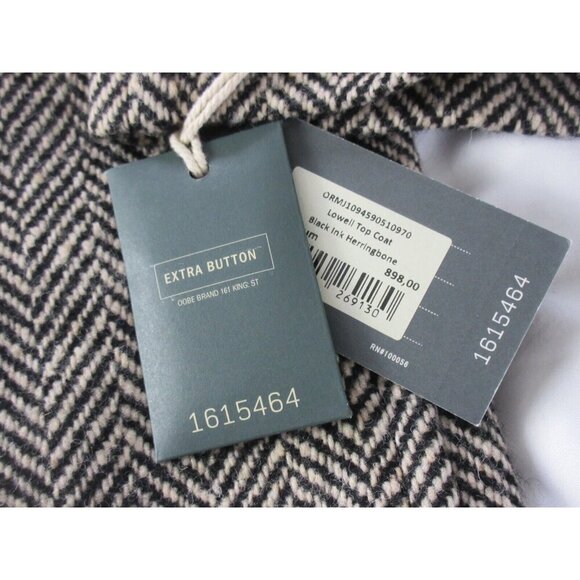 EXTRA BUTTON
OOBE BRAND 161 KING: ST
1615464
ORMJ1094590510970
Lowell Top Coat
Black Ink Herringbone
um
898,00
269130
RN#100056
1615464